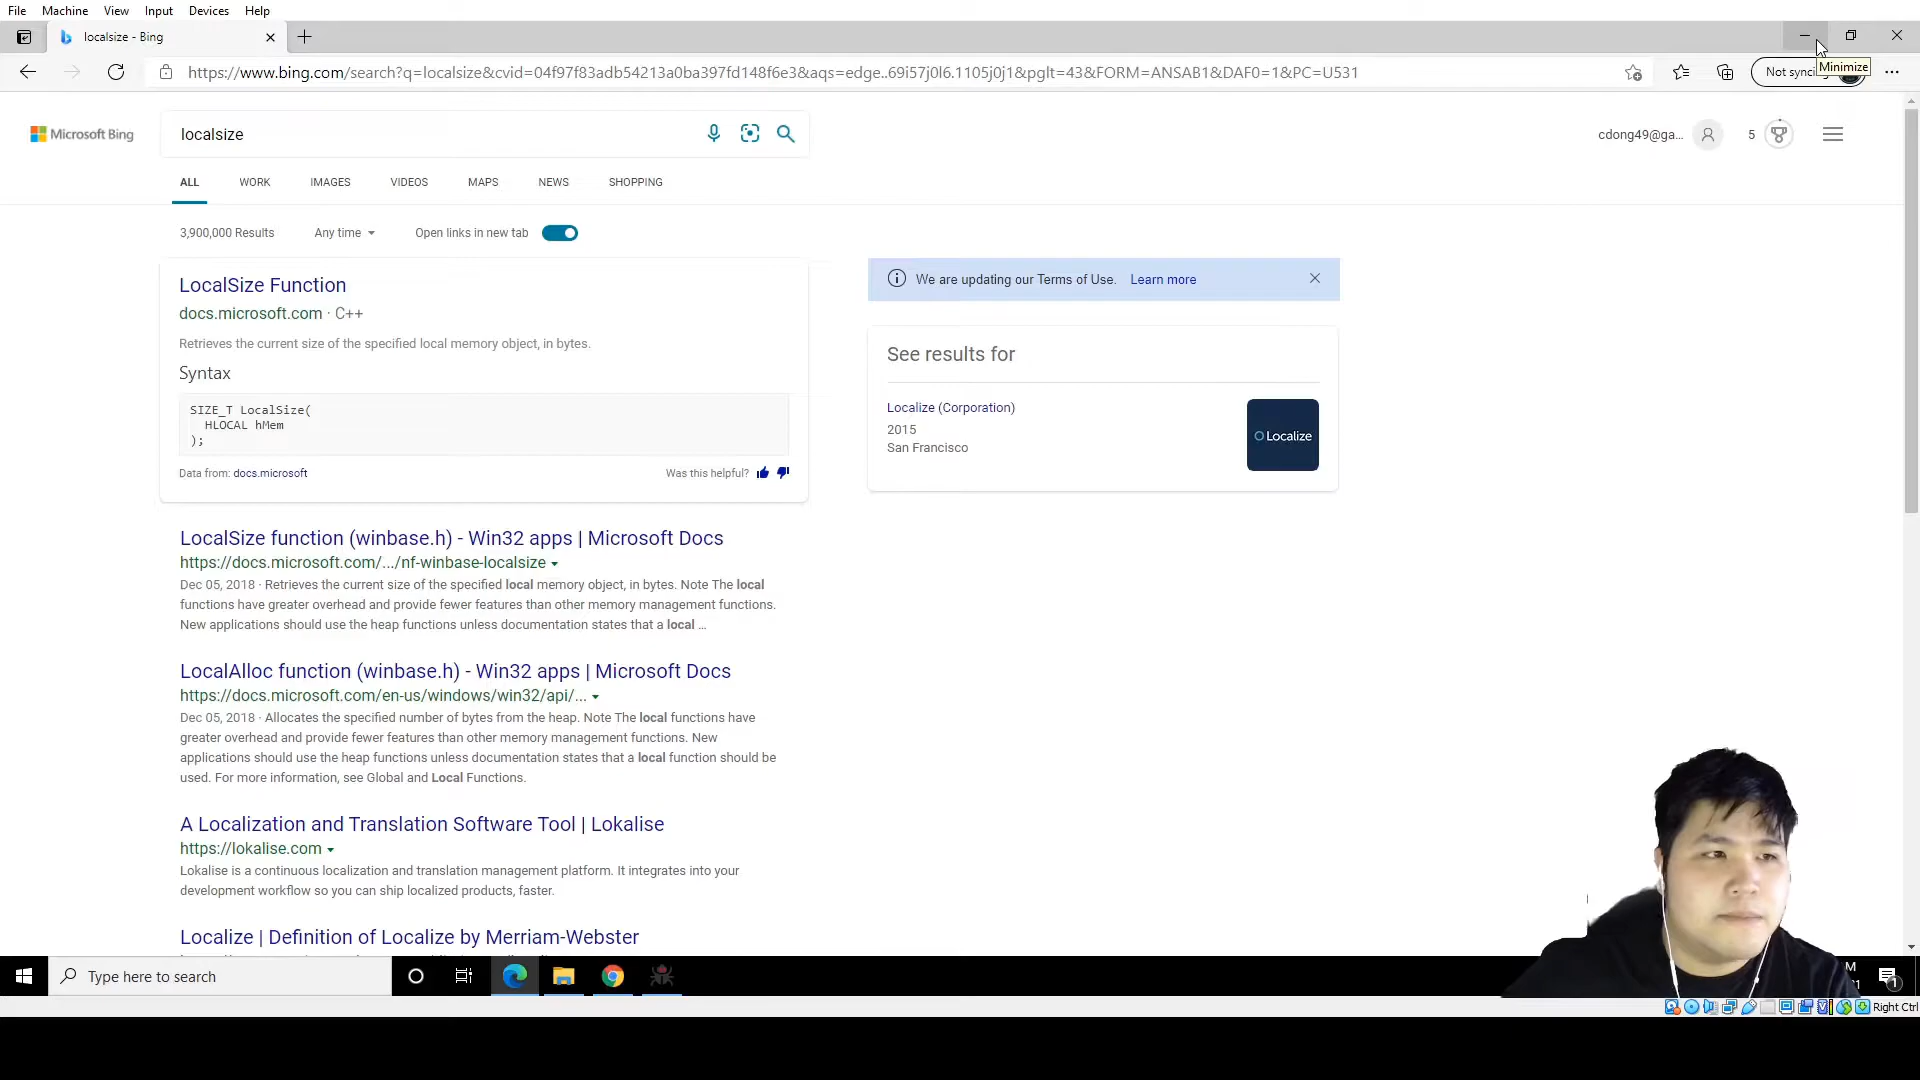 File Machine View Input Devices Help
localsize - Bing
https://www.bing.com/search?q=localsize&cvid=04f97f83adb54213a0ba397fd148f6e3&aqs=edge..69i57j0l6.1105j0j1&pglt=43&FORM=ANSAB1&DAF0=1&PC=U531
Not syncing
Minimize
Microsoft Bing
localsize
cdong49@ga...
5
ALL WORK IMAGES VIDEOS MAPS NEWS SHOPPING
3,900,000 Results Any time Open links in new tab
LocalSize Function
docs.microsoft.com · C++
Retrieves the current size of the specified local memory object, in bytes.
Syntax
SIZE_T LocalSize(
HLOCAL hMem
);
Data from: docs.microsoft
Was this helpful?
We are updating our Terms of Use. Learn more
See results for
Localize (Corporation)
2015
San Francisco
Localize
LocalSize function (winbase.h) - Win32 apps | Microsoft Docs
https://docs.microsoft.com/.../nf-winbase-localsize
Dec 05, 2018 · Retrieves the current size of the specified local memory object, in bytes. Note The local
functions have greater overhead and provide fewer features than other memory management functions.
New applications should use the heap functions unless documentation states that a local ...
LocalAlloc function (winbase.h) - Win32 apps | Microsoft Docs
https://docs.microsoft.com/en-us/windows/win32/api/...
Dec 05, 2018 · Allocates the specified number of bytes from the heap. Note The local functions have
greater overhead and provide fewer features than other memory management functions. New
applications should use the heap functions unless documentation states that a local function should be
used. For more information, see Global and Local Functions.
A Localization and Translation Software Tool | Lokalise
https://lokalise.com
Lokalise is a continuous localization and translation management platform. It integrates into your
development workflow so you can ship localized products, faster.
Localize | Definition of Localize by Merriam-Webster
Type here to search
M
1
Right Ctrl